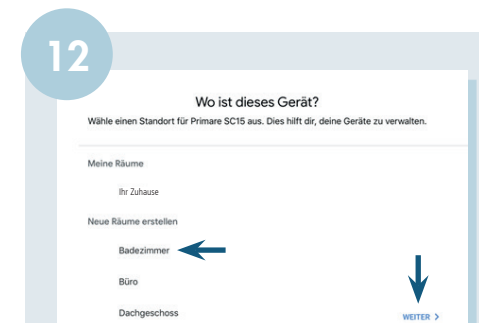 12
Wo ist dieses Gerät?
Wähle einen Standort für Primare SC15 aus. Dies hilft dir, deine Geräte zu verwalten.
Meine Räume
Ihr Zuhause
Neue Räume erstellen
Badezimmer
Büro
Dachgeschoss
WEITER >